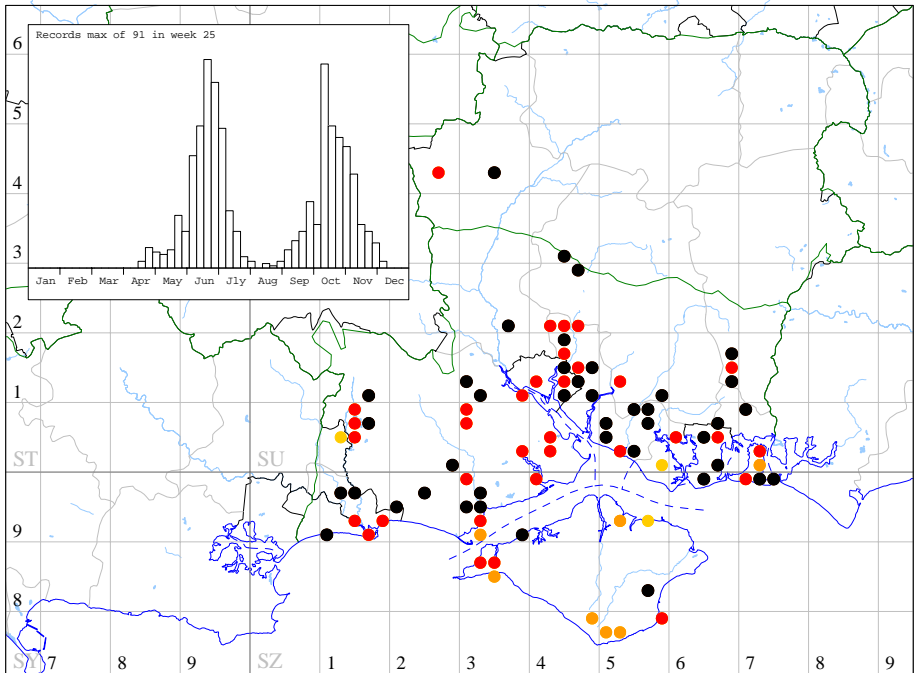 Records max of 91 in week 25
Jan Feb Mar Apr May Jun Jly Aug Sep Oct Nov Dec
6
5
4
3
2
1
ST SU
9
8
SY 7 8 9 SZ 1 2 3 4 5 6 7 8 9